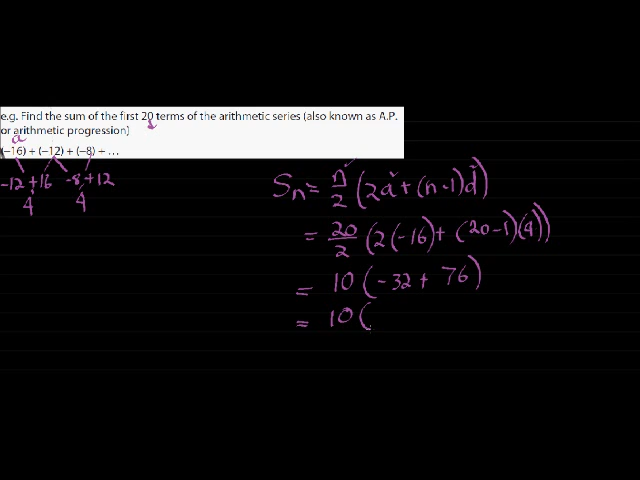 e.g. Find the sum of the first 20 terms of the arithmetic series (also known as A.P.
or arithmetic progression)
a
(−16) + (−12) + (−8) + ...
-12 + 16 -8 + 12
4 4
Sn = n/2 (2a + (n-1)d)
= 20/2 (2(-16) + (20-1)(4))
= 10 (-32 + 76)
= 10 (